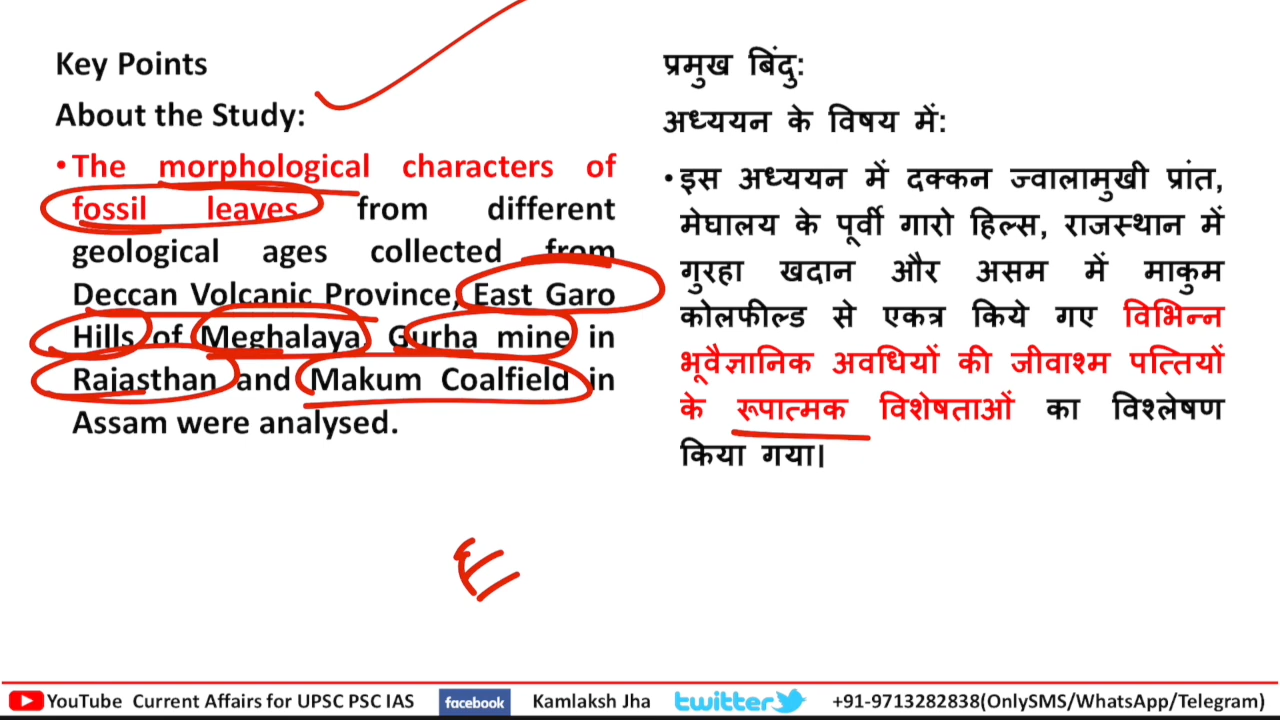 Key Points
About the Study:
• The morphological characters of
fossil leaves from different
geological ages collected from
Deccan Volcanic Province, East Garo
Hills of Meghalaya Gurha mine in
Rajasthan and Makum Coalfield in
Assam were analysed.
प्रमुख बिंदु:
अध्ययन के विषय में:
• इस अध्ययन में दक्कन ज्वालामुखी प्रांत,
मेघालय के पूर्वी गारो हिल्स, राजस्थान में
गुरहा खदान और असम में माकुम
कोलफील्ड से एकत्र किये गए विभिन्न
भूवैज्ञानिक अवधियों की जीवाश्म पत्तियों
के रूपात्मक विशेषताओं का विश्लेषण
किया गया।
YouTube Current Affairs for UPSC PSC IAS facebook Kamlaksh Jha twitter +91-9713282838(OnlySMS/WhatsApp/Telegram)